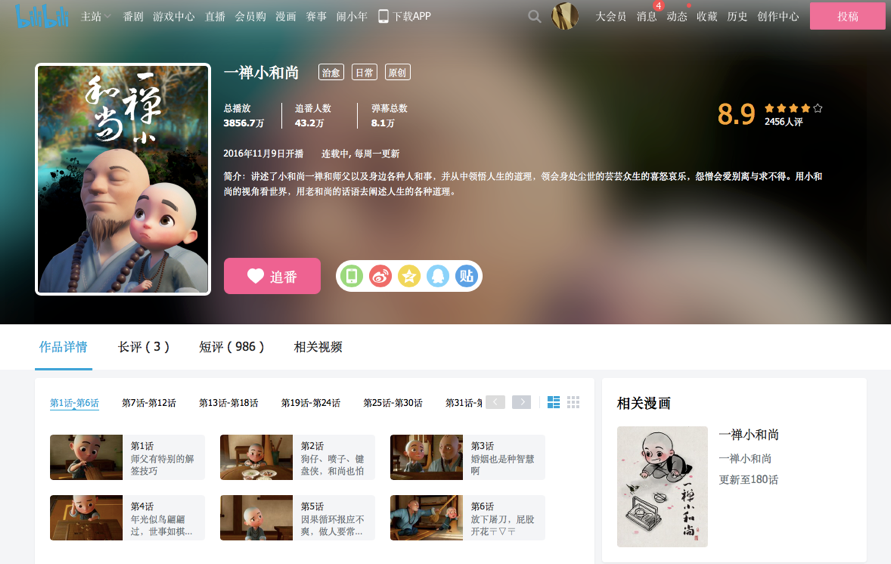 bilibili 主站 番剧 游戏中心 直播 会员购 漫画 赛事 闹小年 下载APP 大会员 消息 4 动态 收藏 历史 创作中心 投稿
一禅小和尚
一禅小和尚 治愈 日常 原创
总播放 追番人数 弹幕总数
3856.7万 43.2万 8.1万
8.9 2456人评
2016年11月9日开播 连载中, 每周一更新
简介：讲述了小和尚一禅和师父以及身边各种人和事，并从中领悟人生的道理，领会身处尘世的芸芸众生的喜怒哀乐，怨憎会爱别离与求不得。用小和
尚的视角看世界，用老和尚的话语去阐述人生的各种道理。
追番 贴
作品详情 长评 ( 3 ) 短评 ( 986 ) 相关视频
第1话-第6话 第7话-第12话 第13话-第18话 第19话-第24话 第25话-第30话 第31话-第
第1话
师父有特别的解
答技巧
第2话
狗仔、喷子、键
盘侠，和尚也怕
第3话
婚姻也是种智慧
啊
第4话
年光似鸟翩翩
过，世事如棋...
第5话
因果循环报应不
爽，做人要常...
第6话
放下屠刀，屁股
开花〒▽〒
相关漫画
一禅小和尚
一禅小和尚
一禅小和尚
更新至180话